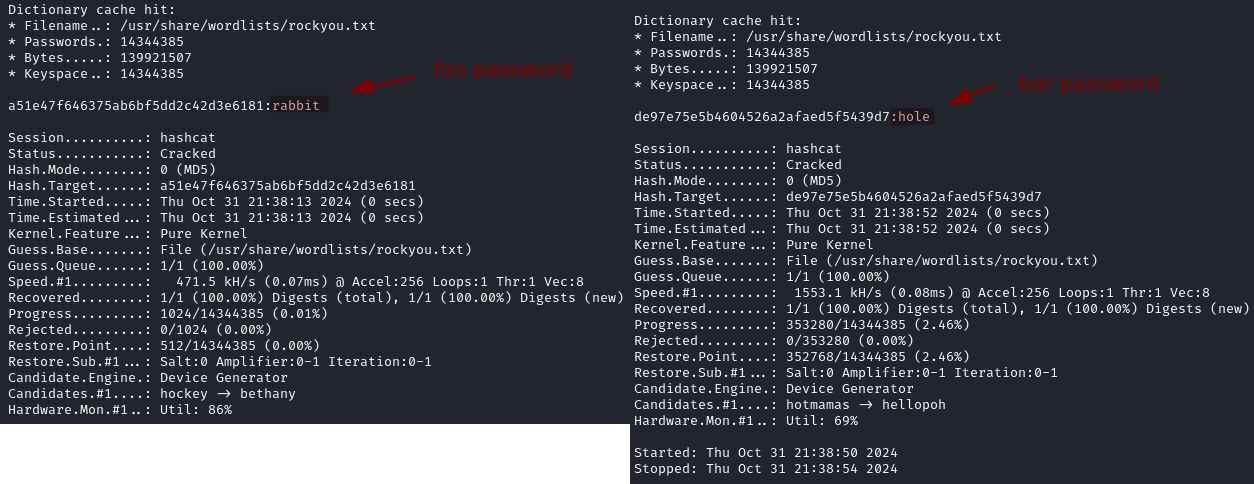 Dictionary cache hit:
* Filename..: /usr/share/wordlists/rockyou.txt
* Passwords.: 14344385
* Bytes.....: 139921507
* Keyspace..: 14344385
foo password
a51e47f646375ab6bf5dd2c42d3e6181:rabbit
Session..........: hashcat
Status...........: Cracked
Hash.Mode........: 0 (MD5)
Hash.Target......: a51e47f646375ab6bf5dd2c42d3e6181
Time.Started.....: Thu Oct 31 21:38:13 2024 (0 secs)
Time.Estimated...: Thu Oct 31 21:38:13 2024 (0 secs)
Kernel.Feature...: Pure Kernel
Guess.Base.......: File (/usr/share/wordlists/rockyou.txt)
Guess.Queue......: 1/1 (100.00%)
Speed.#1.........:   471.5 kH/s (0.07ms) @ Accel:256 Loops:1 Thr:1 Vec:8
Recovered........: 1/1 (100.00%) Digests (total), 1/1 (100.00%) Digests (new)
Progress.........: 1024/14344385 (0.01%)
Rejected.........: 0/1024 (0.00%)
Restore.Point....: 512/14344385 (0.00%)
Restore.Sub.#1...: Salt:0 Amplifier:0-1 Iteration:0-1
Candidate.Engine.: Device Generator
Candidates.#1....: hockey -> bethany
Hardware.Mon.#1..: Util: 86%
Dictionary cache hit:
* Filename..: /usr/share/wordlists/rockyou.txt
* Passwords.: 14344385
* Bytes.....: 139921507
* Keyspace..: 14344385
bar password
de97e75e5b4604526a2afaed5f5439d7:hole
Session..........: hashcat
Status...........: Cracked
Hash.Mode........: 0 (MD5)
Hash.Target......: de97e75e5b4604526a2afaed5f5439d7
Time.Started.....: Thu Oct 31 21:38:52 2024 (0 secs)
Time.Estimated...: Thu Oct 31 21:38:52 2024 (0 secs)
Kernel.Feature...: Pure Kernel
Guess.Base.......: File (/usr/share/wordlists/rockyou.txt)
Guess.Queue......: 1/1 (100.00%)
Speed.#1.........:  1553.1 kH/s (0.08ms) @ Accel:256 Loops:1 Thr:1 Vec:8
Recovered........: 1/1 (100.00%) Digests (total), 1/1 (100.00%) Digests (new)
Progress.........: 353280/14344385 (2.46%)
Rejected.........: 0/353280 (0.00%)
Restore.Point....: 352768/14344385 (2.46%)
Restore.Sub.#1...: Salt:0 Amplifier:0-1 Iteration:0-1
Candidate.Engine.: Device Generator
Candidates.#1....: hotmamas -> hellopoh
Hardware.Mon.#1..: Util: 69%
Started: Thu Oct 31 21:38:50 2024
Stopped: Thu Oct 31 21:38:54 2024